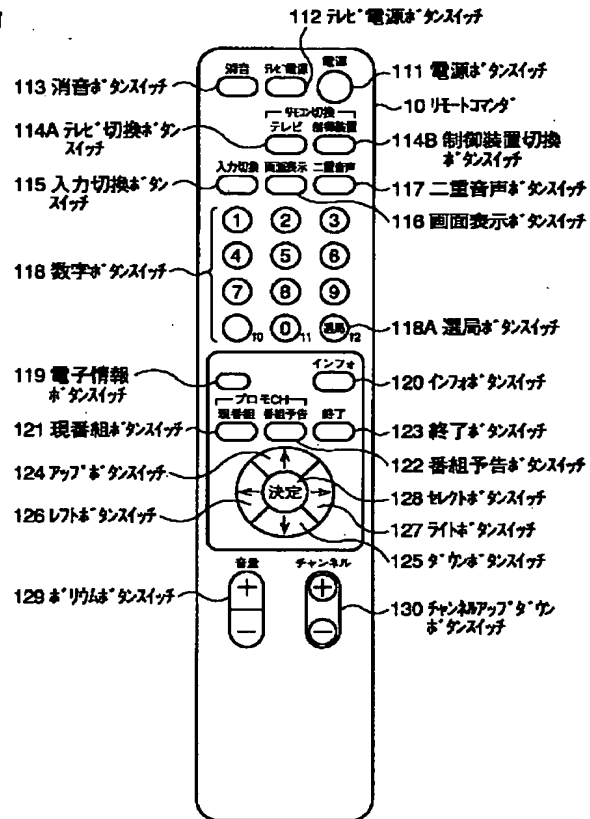 112 ﾃﾚﾋﾞ電源ﾎﾞﾀﾝｽｲｯﾁ
113 消音ﾎﾞﾀﾝｽｲｯﾁ
消音
ﾃﾚﾋﾞ電源
電源
111 電源ﾎﾞﾀﾝｽｲｯﾁ
10 ﾘﾓｰﾄｺﾏﾝﾀﾞ
114A ﾃﾚﾋﾞ切換ﾎﾞﾀﾝ
ｽｲｯﾁ
ﾘﾓｺﾝ切換
テレビ
制御装置
114B 制御装置切換
ﾎﾞﾀﾝｽｲｯﾁ
115 入力切換ﾎﾞﾀﾝ
ｽｲｯﾁ
入力切換
画面表示
二重音声
117 二重音声ﾎﾞﾀﾝｽｲｯﾁ
116 画面表示ﾎﾞﾀﾝｽｲｯﾁ
118 数字ﾎﾞﾀﾝｽｲｯﾁ
1 2 3
4 5 6
7 8 9
10 0 11 選局 12
118A 選局ﾎﾞﾀﾝｽｲｯﾁ
119 電子情報
ﾎﾞﾀﾝｽｲｯﾁ
インフォ
120 ｲﾝﾌｫﾎﾞﾀﾝｽｲｯﾁ
プロモCH
現番組
番組予告
終了
121 現番組ﾎﾞﾀﾝｽｲｯﾁ
123 終了ﾎﾞﾀﾝｽｲｯﾁ
122 番組予告ﾎﾞﾀﾝｽｲｯﾁ
124 ｱｯﾌﾟﾎﾞﾀﾝｽｲｯﾁ
決定
128 ｾﾚｸﾄﾎﾞﾀﾝｽｲｯﾁ
126 ﾚﾌﾄﾎﾞﾀﾝｽｲｯﾁ
127 ﾗｲﾄﾎﾞﾀﾝｽｲｯﾁ
125 ﾀﾞｳﾝﾎﾞﾀﾝｽｲｯﾁ
音量
チャンネル
129 ﾎﾞﾘｳﾑﾎﾞﾀﾝｽｲｯﾁ
+ +
− −
130 ﾁｬﾝﾈﾙｱｯﾌﾟﾀﾞｳﾝ
ﾎﾞﾀﾝｽｲｯﾁ